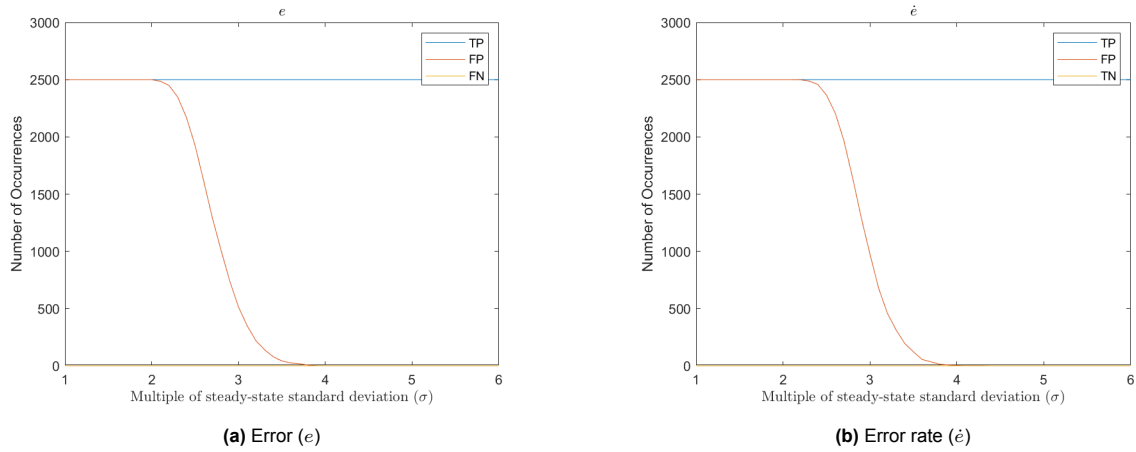 e
3000
2500
2000
1500
1000
500
0
Number of Occurrences
TP
FP
FN
1 2 3 4 5 6
Multiple of steady-state standard deviation (σ)
(a) Error (e)
ė
3000
2500
2000
1500
1000
500
0
Number of Occurrences
TP
FP
TN
1 2 3 4 5 6
Multiple of steady-state standard deviation (σ)
(b) Error rate (ė)